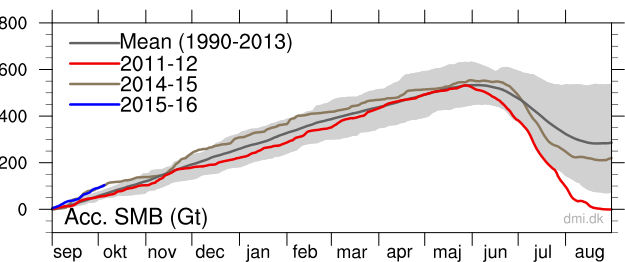 800
600
400
200
0
Mean (1990-2013)
2011-12
2014-15
2015-16
Acc. SMB (Gt)
dmi.dk
sep okt nov dec jan feb mar apr maj jun jul aug